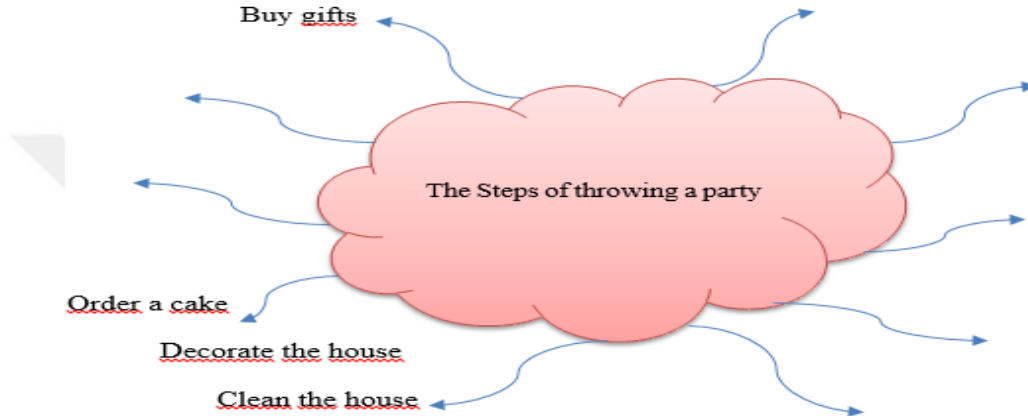 Buy gifts
The Steps of throwing a party
Order a cake
Decorate the house
Clean the house